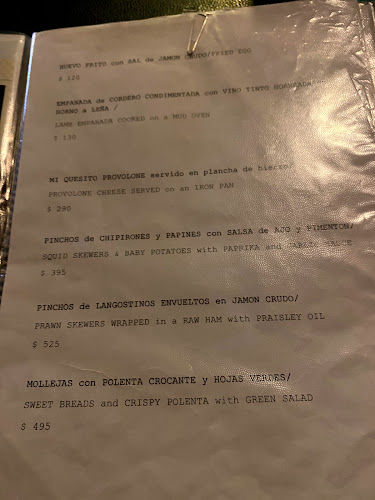 HUEVO FRITO con SAL de JAMON CRUDO/FRIED EGG
$ 120
EMPANADA de CORDERO CONDIMENTADA con VINO TINTO HORNEADA en
HORNO a LEÑA /
LAMB EMPANADA COOKED on a MUD OVEN
$ 130
MI QUESITO PROVOLONE servido en plancha de hierro/
PROVOLONE CHEESE SERVED on an IRON PAN
$ 290
PINCHOS de CHIPIRONES y PAPINES con SALSA de AJO y PIMENTON/
SQUID SKEWERS & BABY POTATOES with PAPRIKA and GARLIC SAUCE
$ 395
PINCHOS de LANGOSTINOS ENVUELTOS en JAMON CRUDO/
PRAWN SKEWERS WRAPPED in a RAW HAM with PRAISLEY OIL
$ 525
MOLLEJAS con POLENTA CROCANTE y HOJAS VERDES/
SWEET BREADS and CRISPY POLENTA with GREEN SALAD
$ 495